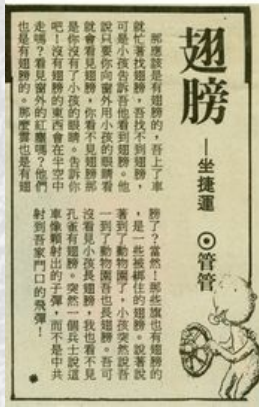 翅膀
——坐捷運
⊙管管
那應該是有翅膀的,吾上了車
就忙著找翅膀,吾找不到翅膀,
可是小孩告訴吾他看到翅膀。他
說只要你向窗外用小孩的眼睛你
就會看見翅膀,你看不見翅膀那
是你沒有了小孩的眼睛。告訴你
吧!沒有翅膀的東西會在半空中
走嗎?看見窗外的紅塵嗎?他們
也是有翅膀的。那麼雲也是有翅
膀了?當然!那些旗也有翅膀的
,是一些被綁住的翅膀。說著說
著到了動物園了,小孩突然說吾
一到了動物園吾也長翅膀。吾可
沒看見小孩長翅膀,我也看不見
孔雀有翅膀。突然一個兵士說這
車像顆射出的子彈,而不是中共
射到吾家門口的飛彈!